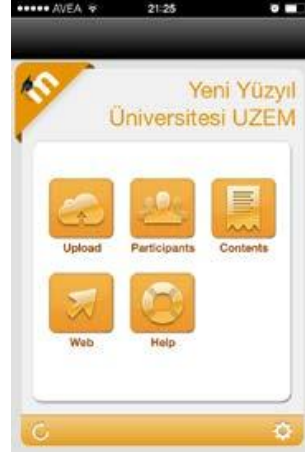 AVEA 21:25
m
Yeni Yüzyıl
Üniversitesi UZEM
Upload Participants Contents
Web Help